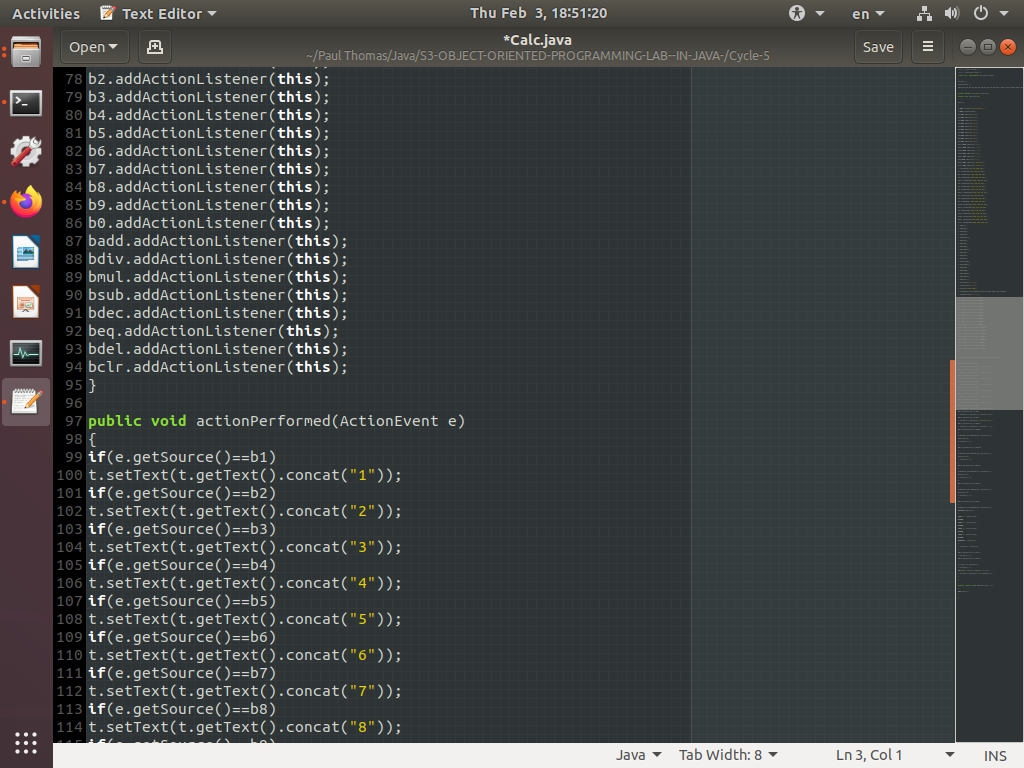 Activities Text Editor Thu Feb 3, 18:51:20 en
Open *Calc.java Save
~/Paul Thomas/Java/S3-OBJECT-ORIENTED-PROGRAMMING-LAB--IN-JAVA-/Cycle-5
78 b2.addActionListener(this);
79 b3.addActionListener(this);
80 b4.addActionListener(this);
81 b5.addActionListener(this);
82 b6.addActionListener(this);
83 b7.addActionListener(this);
84 b8.addActionListener(this);
85 b9.addActionListener(this);
86 b0.addActionListener(this);
87 badd.addActionListener(this);
88 bdiv.addActionListener(this);
89 bmul.addActionListener(this);
90 bsub.addActionListener(this);
91 bdec.addActionListener(this);
92 beq.addActionListener(this);
93 bdel.addActionListener(this);
94 bclr.addActionListener(this);
95 }
96
97 public void actionPerformed(ActionEvent e)
98 {
99 if(e.getSource()==b1)
100 t.setText(t.getText().concat("1"));
101 if(e.getSource()==b2)
102 t.setText(t.getText().concat("2"));
103 if(e.getSource()==b3)
104 t.setText(t.getText().concat("3"));
105 if(e.getSource()==b4)
106 t.setText(t.getText().concat("4"));
107 if(e.getSource()==b5)
108 t.setText(t.getText().concat("5"));
109 if(e.getSource()==b6)
110 t.setText(t.getText().concat("6"));
111 if(e.getSource()==b7)
112 t.setText(t.getText().concat("7"));
113 if(e.getSource()==b8)
114 t.setText(t.getText().concat("8"));
Java Tab Width: 8 Ln 3, Col 1 INS